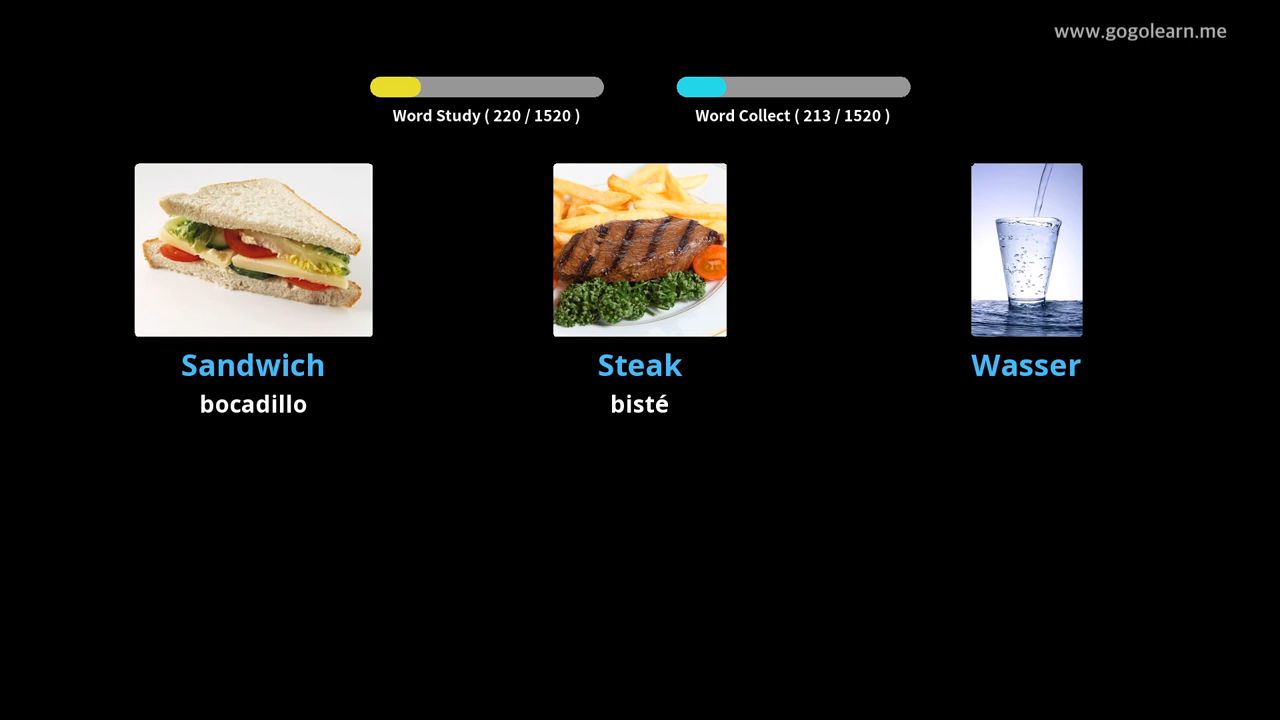 www.gogolearn.me
Word Study ( 220 / 1520 )
Word Collect ( 213 / 1520 )
Sandwich
bocadillo
Steak
bisté
Wasser